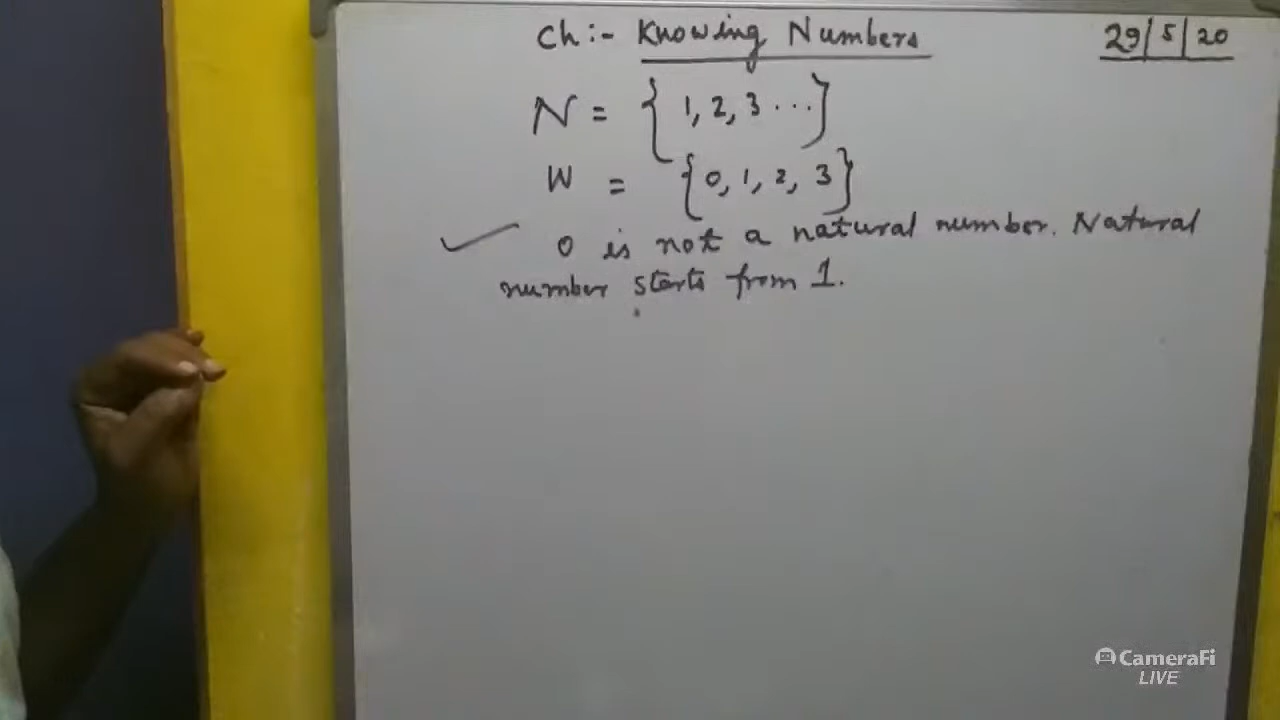 Ch:- Knowing Numbers
29/5/20
N = {1, 2, 3 ...}
W = {0, 1, 2, 3}
0 is not a natural number. Natural
number starts from 1.
CameraFi
LIVE